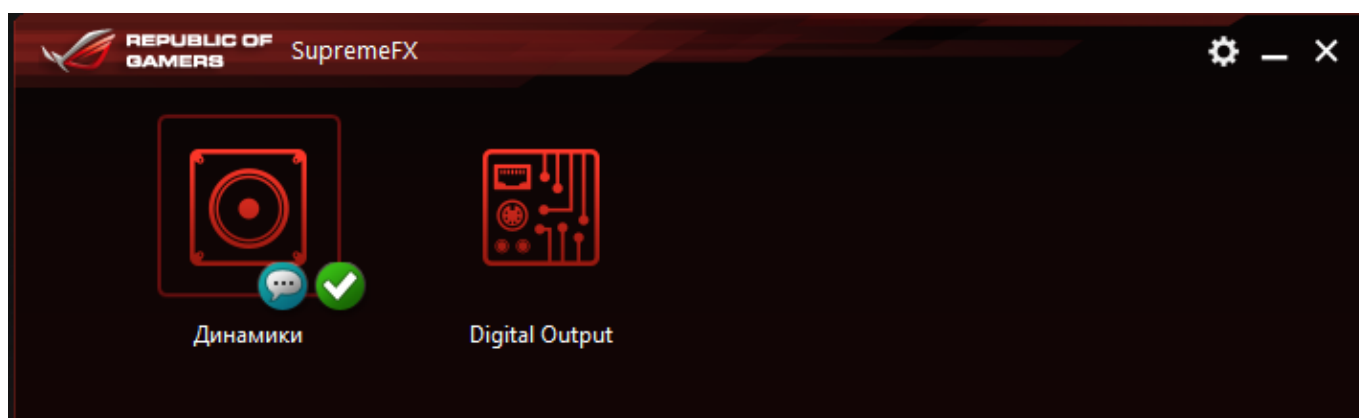 REPUBLIC OF
GAMERS
SupremeFX
Динамики
Digital Output